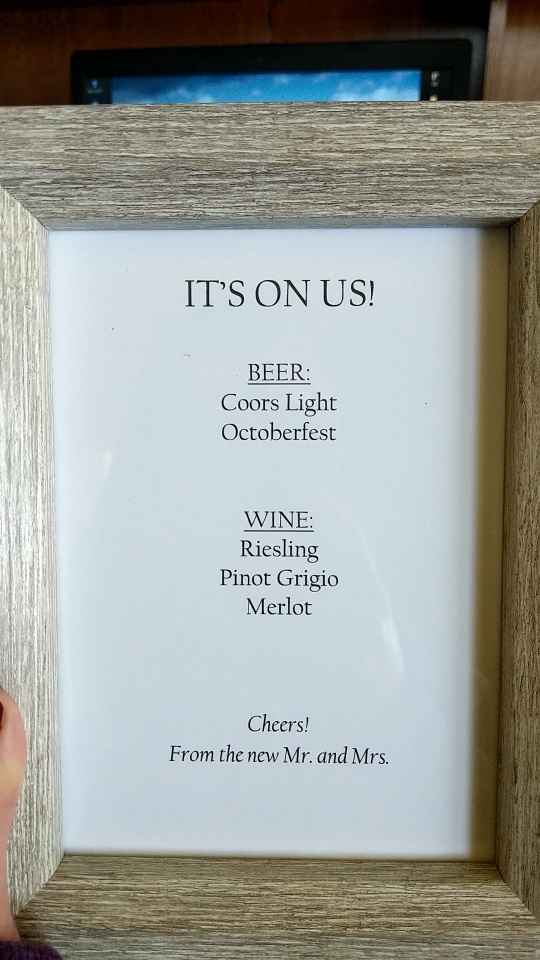 IT'S ON US!
BEER:
Coors Light
Octoberfest
WINE:
Riesling
Pinot Grigio
Merlot
Cheers!
From the new Mr. and Mrs.